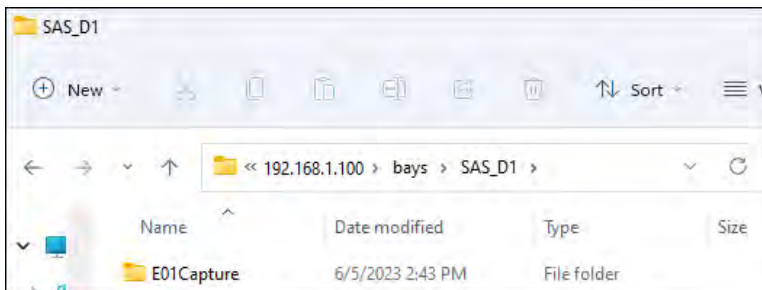 SAS_D1
New Sort
« 192.168.1.100 > bays > SAS_D1 >
Name Date modified Type Size
E01Capture 6/5/2023 2:43 PM File folder